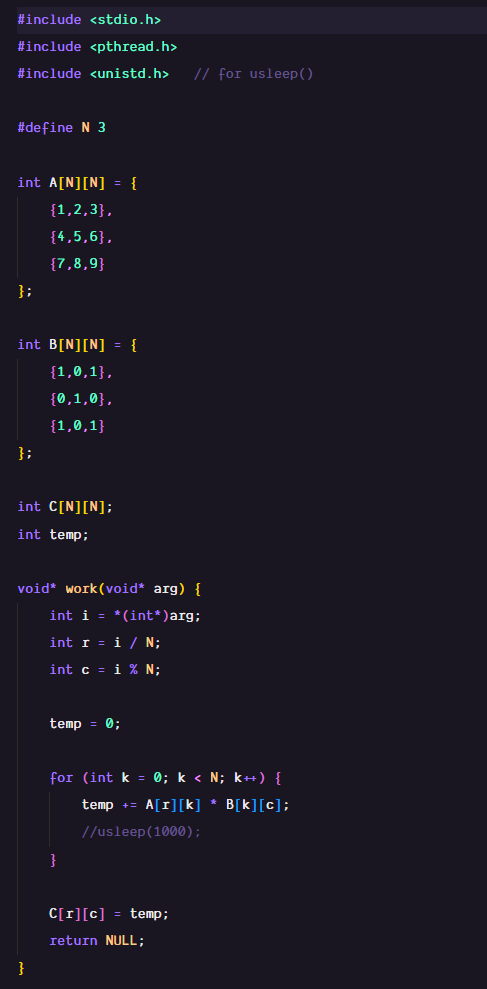 #include <stdio.h>
#include <pthread.h>
#include <unistd.h>   // for usleep()
#define N 3
int A[N][N] = {
    {1,2,3},
    {4,5,6},
    {7,8,9}
};
int B[N][N] = {
    {1,0,1},
    {0,1,0},
    {1,0,1}
};
int C[N][N];
int temp;
void* work(void* arg) {
    int i = *(int*)arg;
    int r = i / N;
    int c = i % N;
    temp = 0;
    for (int k = 0; k < N; k++) {
        temp += A[r][k] * B[k][c];
        //usleep(1000);
    }
    C[r][c] = temp;
    return NULL;
}